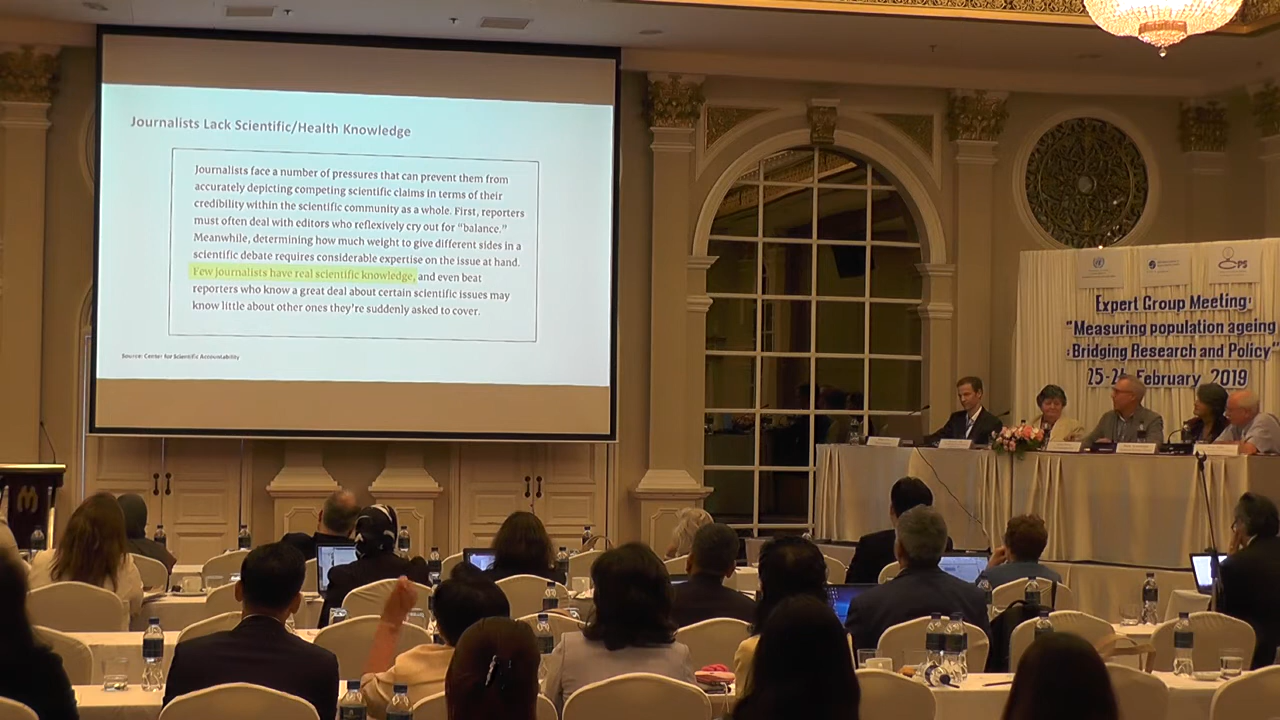 Journalists Lack Scientific/Health Knowledge
Journalists face a number of pressures that can prevent them from
accurately depicting competing scientific claims in terms of their
credibility within the scientific community as a whole. First, reporters
must often deal with editors who reflexively cry out for “balance.”
Meanwhile, determining how much weight to give different sides in a
scientific debate requires considerable expertise on the issue at hand.
Few journalists have real scientific knowledge, and even beat
reporters who know a great deal about certain scientific issues may
know little about other ones they’re suddenly asked to cover.
Source: Center for Scientific Accountability
CPS
Expert Group Meeting:
"Measuring population ageing
:Bridging Research and Policy"
February 2019